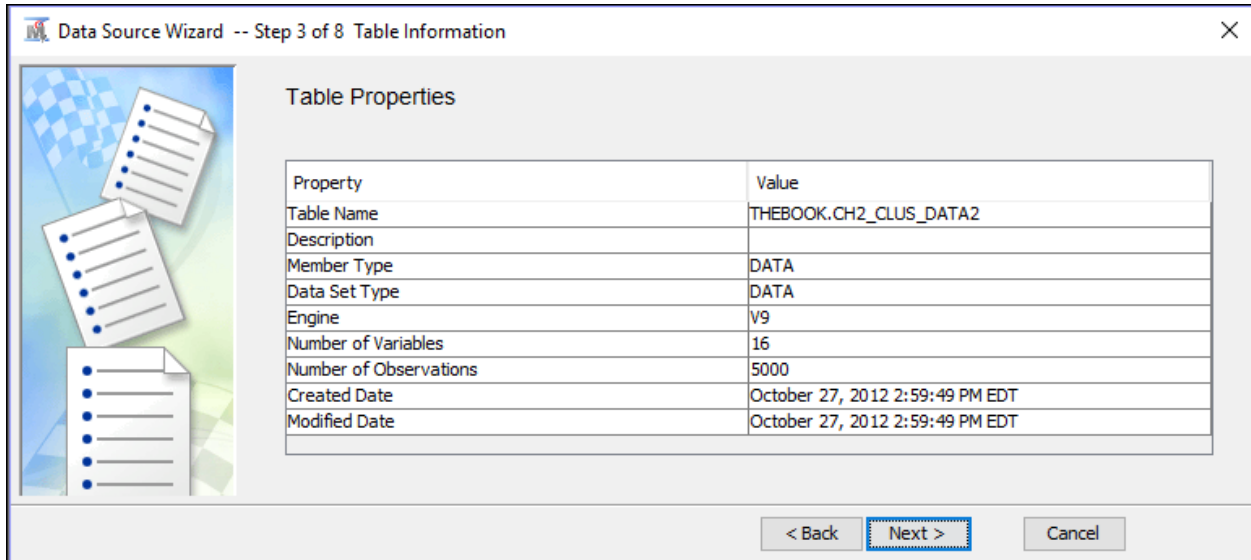 Data Source Wizard -- Step 3 of 8 Table Information
Table Properties
Property Value
Table Name THEBOOK.CH2_CLUS_DATA2
Description
Member Type DATA
Data Set Type DATA
Engine V9
Number of Variables 16
Number of Observations 5000
Created Date October 27, 2012 2:59:49 PM EDT
Modified Date October 27, 2012 2:59:49 PM EDT
< Back Next > Cancel